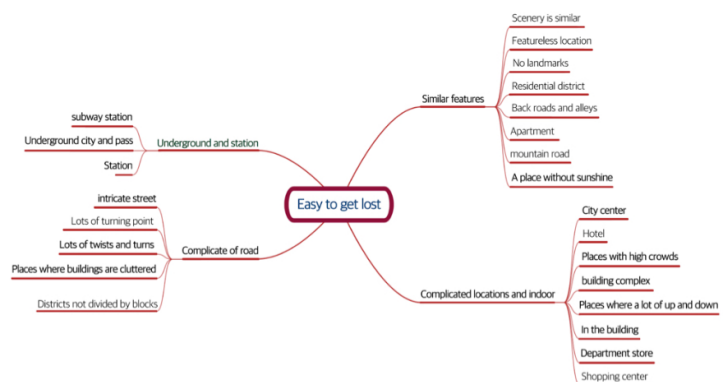 Easy to get lost
Similar features
Scenery is similar
Featureless location
No landmarks
Residential district
Back roads and alleys
Apartment
mountain road
A place without sunshine
Complicated locations and indoor
City center
Hotel
Places with high crowds
building complex
Places where a lot of up and down
In the building
Department store
Shopping center
Underground and station
subway station
Underground city and pass
Station
Complicate of road
intricate street
Lots of turning point
Lots of twists and turns
Places where buildings are cluttered
Districts not divided by blocks